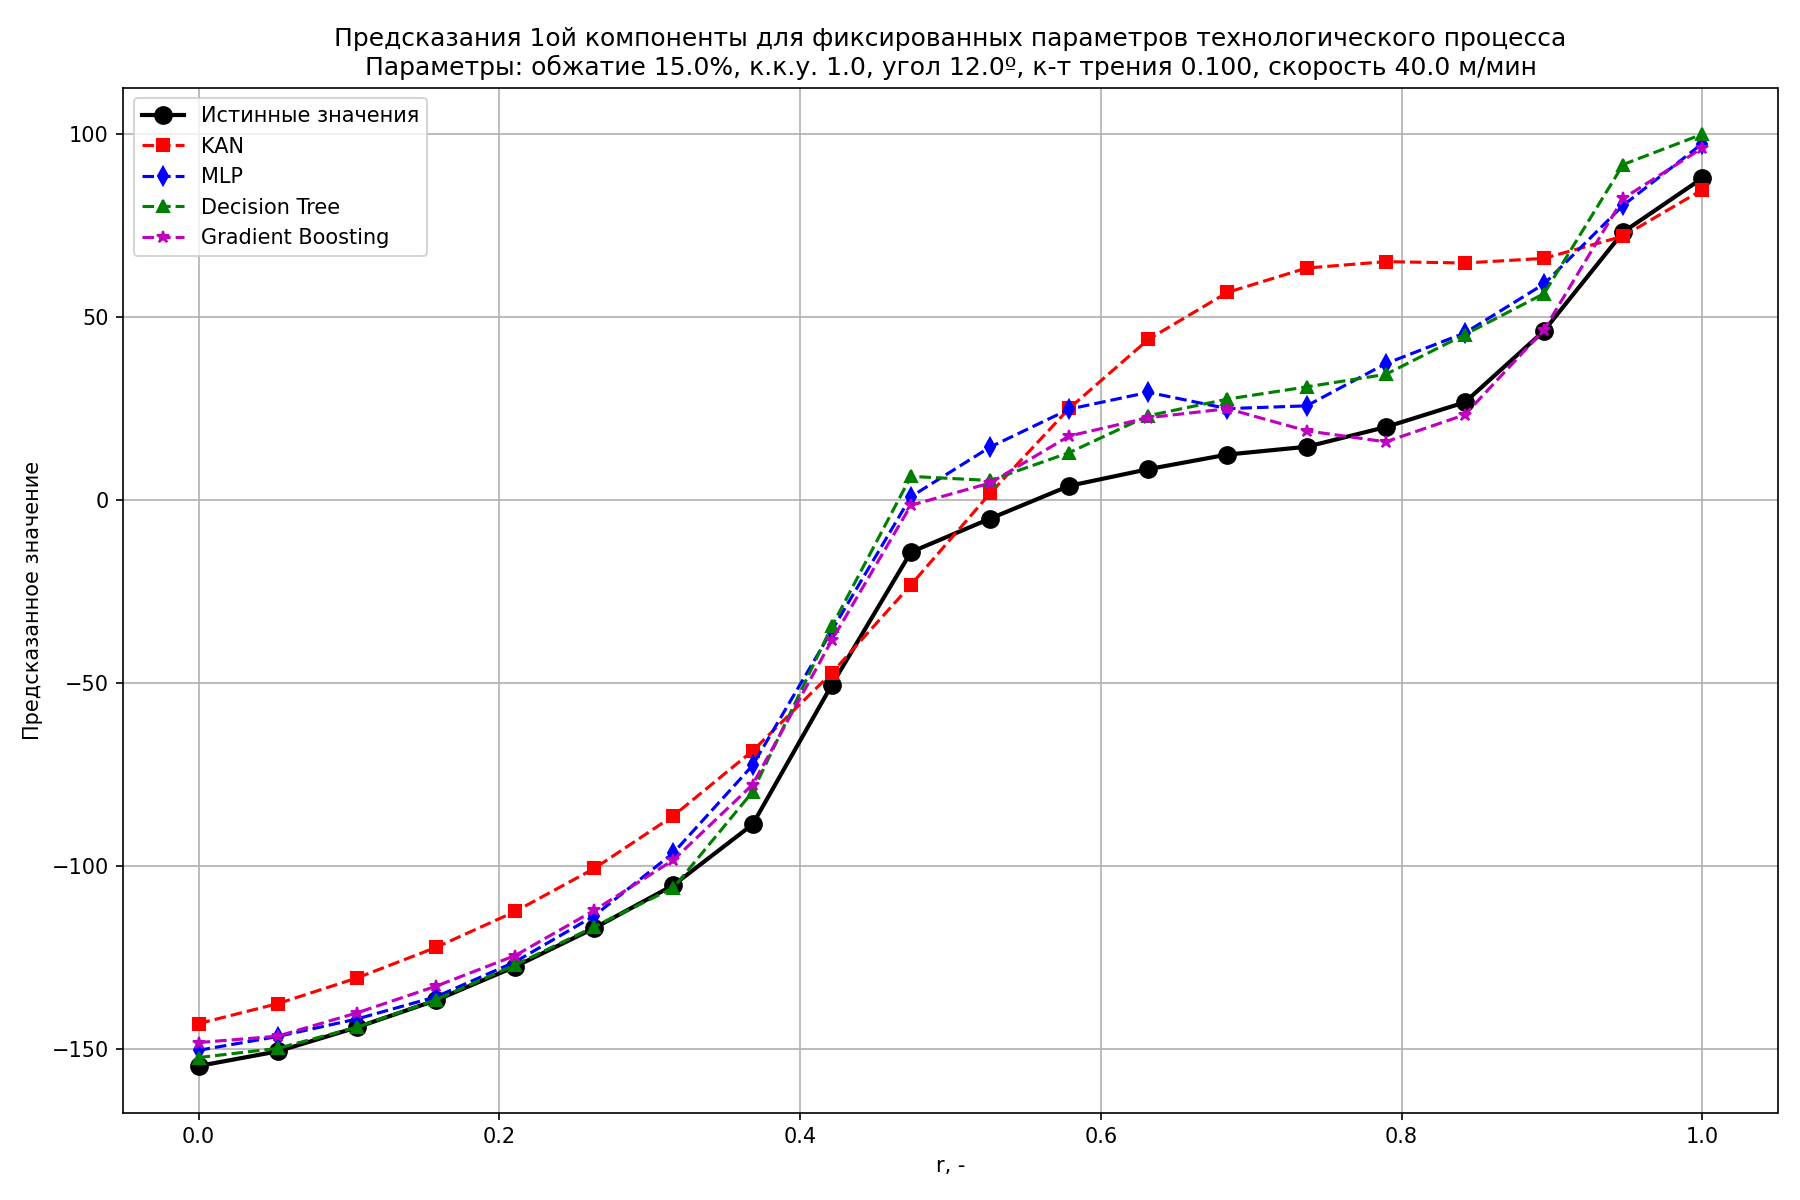 Предсказания 1ой компоненты для фиксированных параметров технологического процесса
Параметры: обжатие 15.0%, к.к.у. 1.0, угол 12.0º, к-т трения 0.100, скорость 40.0 м/мин
Истинные значения
KAN
MLP
Decision Tree
Gradient Boosting
Предсказанное значение
100
50
0
−50
−100
−150
0.0 0.2 0.4 0.6 0.8 1.0
r, -